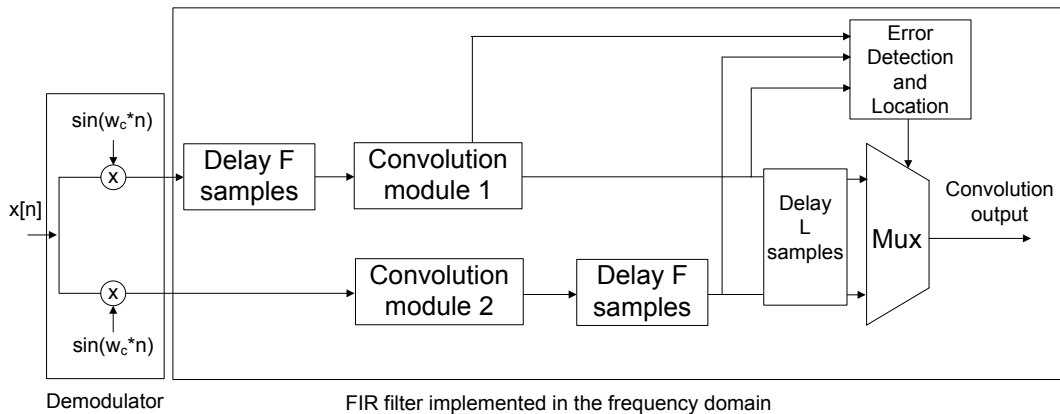 Error
Detection
and
Location
sin(w_c*n)
x
Delay F
samples
Convolution
module 1
x[n]
Delay
L
samples
Mux
Convolution
output
x
Convolution
module 2
Delay F
samples
sin(w_c*n)
Demodulator
FIR filter implemented in the frequency domain